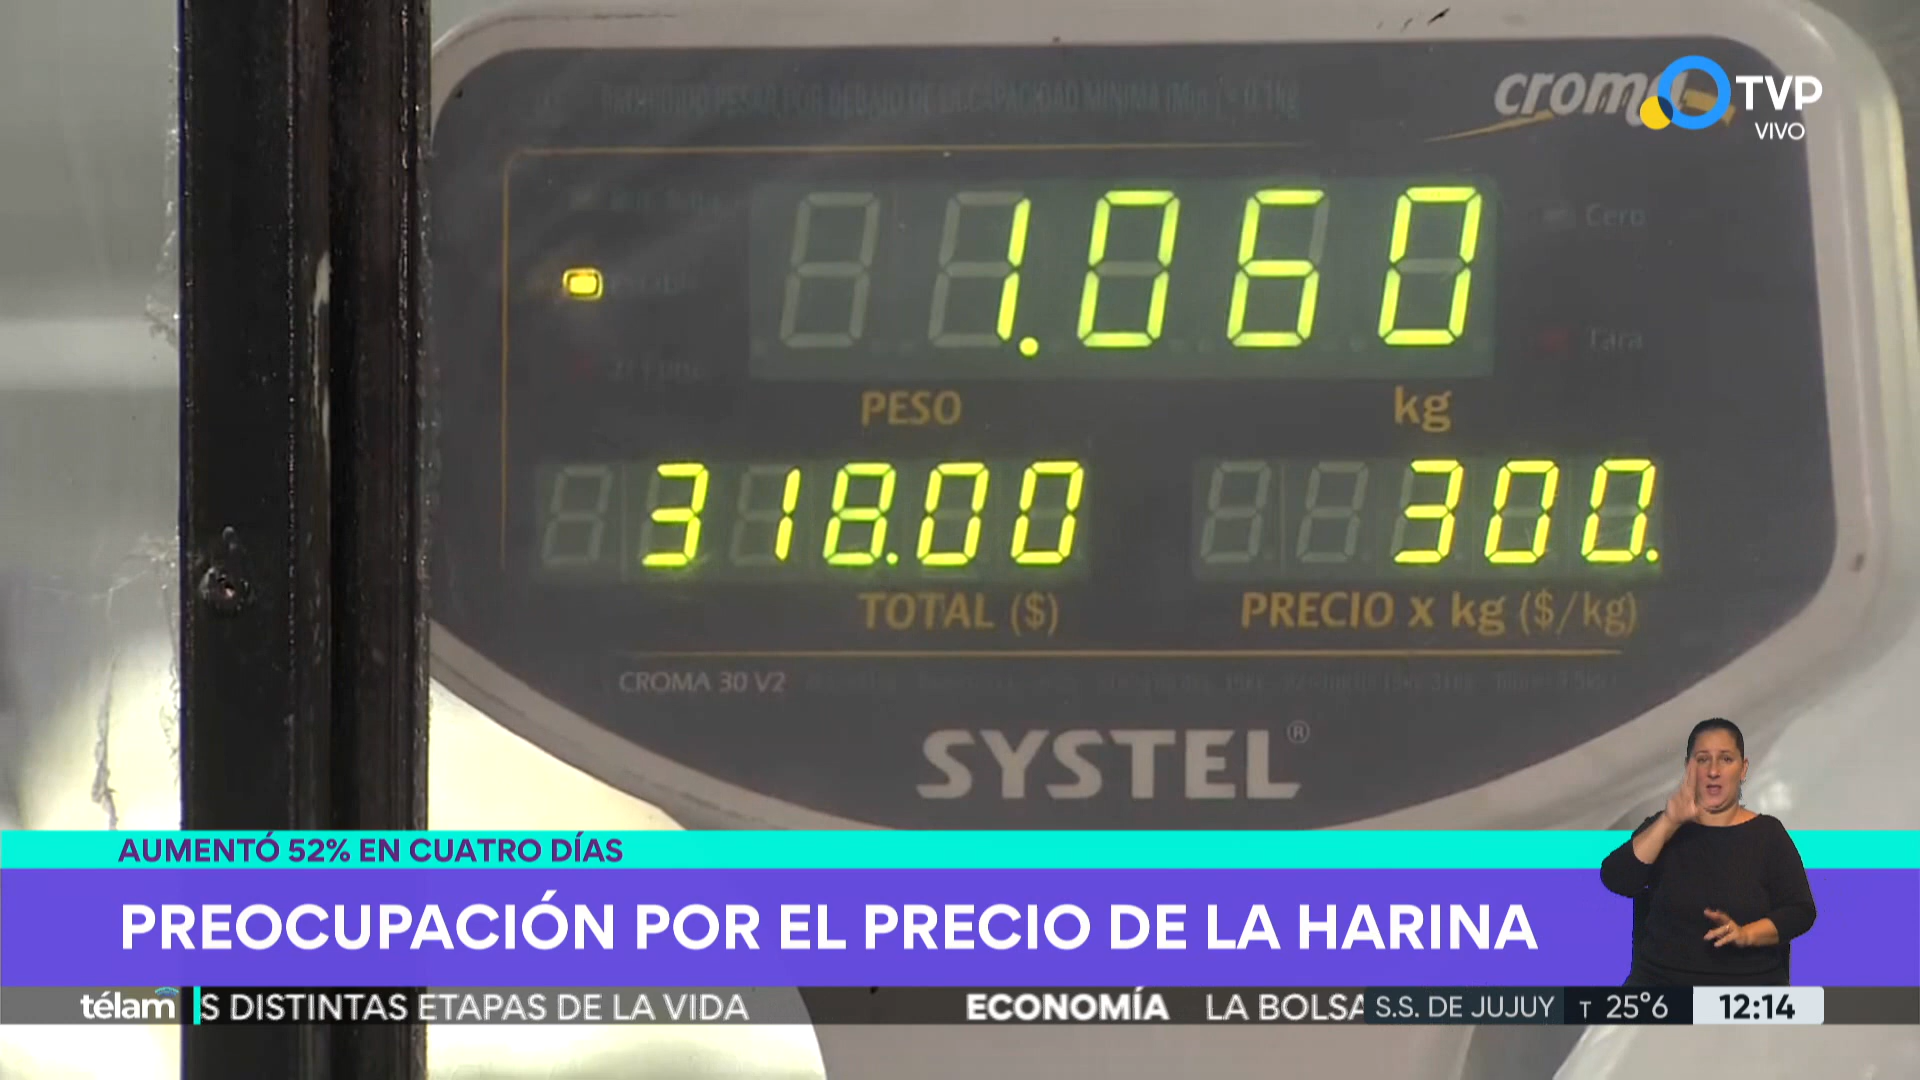 croma
TVP
VIVO
1.060
Cero
Tara
PESO
kg
318.00
300.
TOTAL ($)
PRECIO x kg ($/kg)
CROMA 30 V2
SYSTEL®
AUMENTÓ 52% EN CUATRO DÍAS
PREOCUPACIÓN POR EL PRECIO DE LA HARINA
télam
S DISTINTAS ETAPAS DE LA VIDA
ECONOMÍA
LA BOLSA
S.S. DE JUJUY
T 25°6
12:14